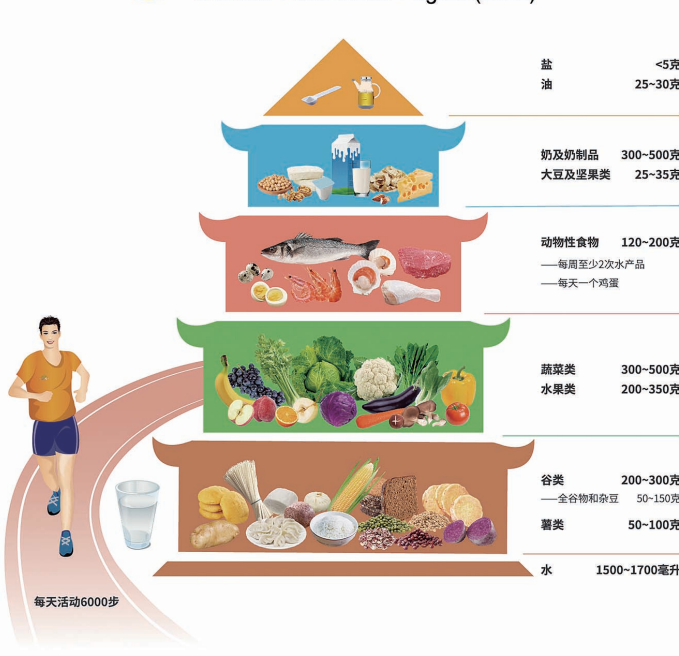 盐 <5克
油 25~30克
奶及奶制品 300~500克
大豆及坚果类 25~35克
动物性食物 120~200克
——每周至少2次水产品
——每天一个鸡蛋
蔬菜类 300~500克
水果类 200~350克
谷类 200~300克
——全谷物和杂豆 50~150克
薯类 50~100克
水 1500~1700毫升
每天活动6000步